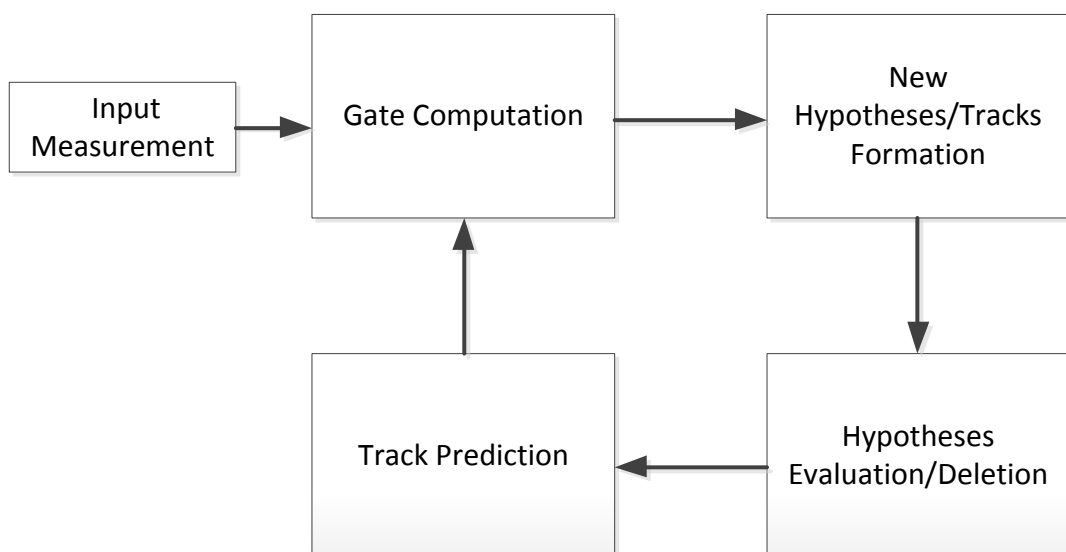 Input
Measurement
Gate Computation
New
Hypotheses/Tracks
Formation
Track Prediction
Hypotheses
Evaluation/Deletion